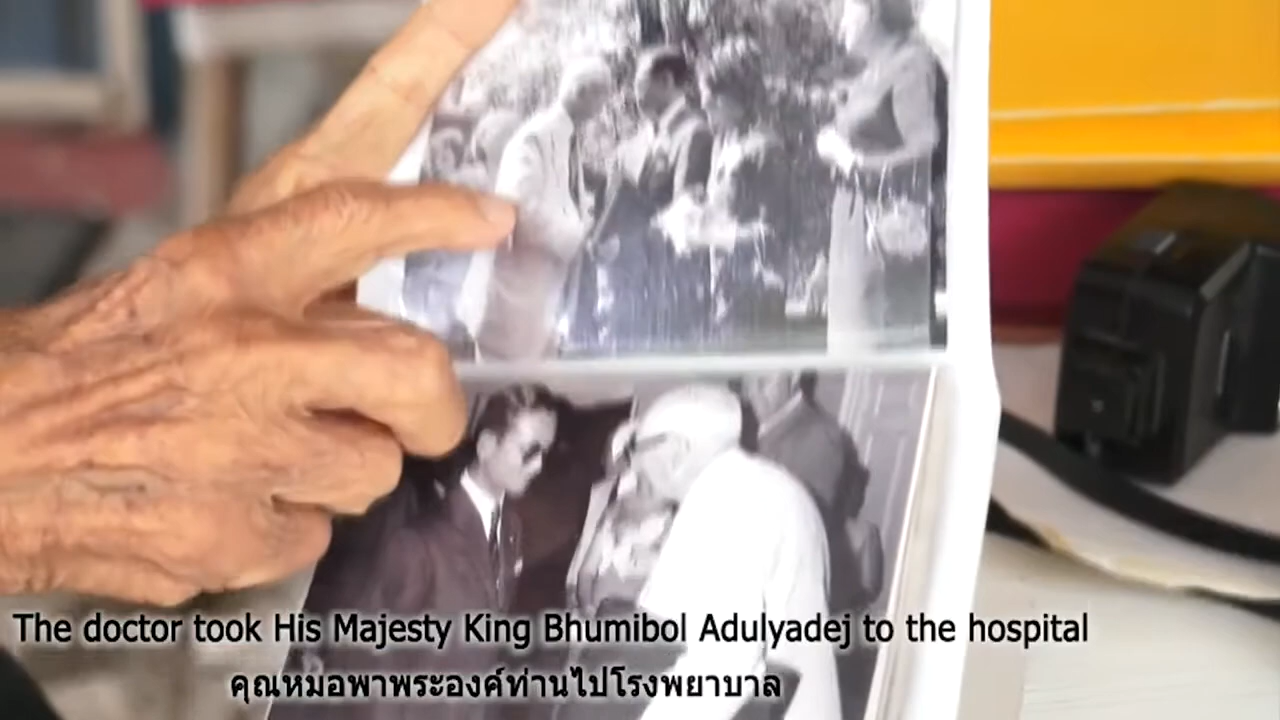 The doctor took His Majesty King Bhumibol Adulyadej to the hospital
คุณหมอพาพระองค์ท่านไปโรงพยาบาล